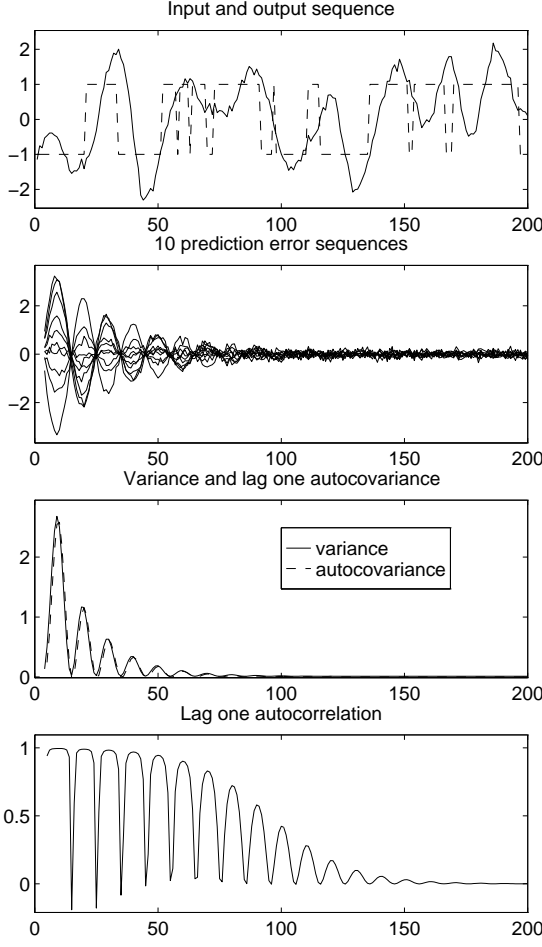 Input and output sequence
2
1
0
−1
−2
0 50 100 150 200
10 prediction error sequences
2
0
−2
0 50 100 150 200
Variance and lag one autocovariance
2
1
0
variance
autocovariance
0 50 100 150 200
Lag one autocorrelation
1
0.5
0
0 50 100 150 200